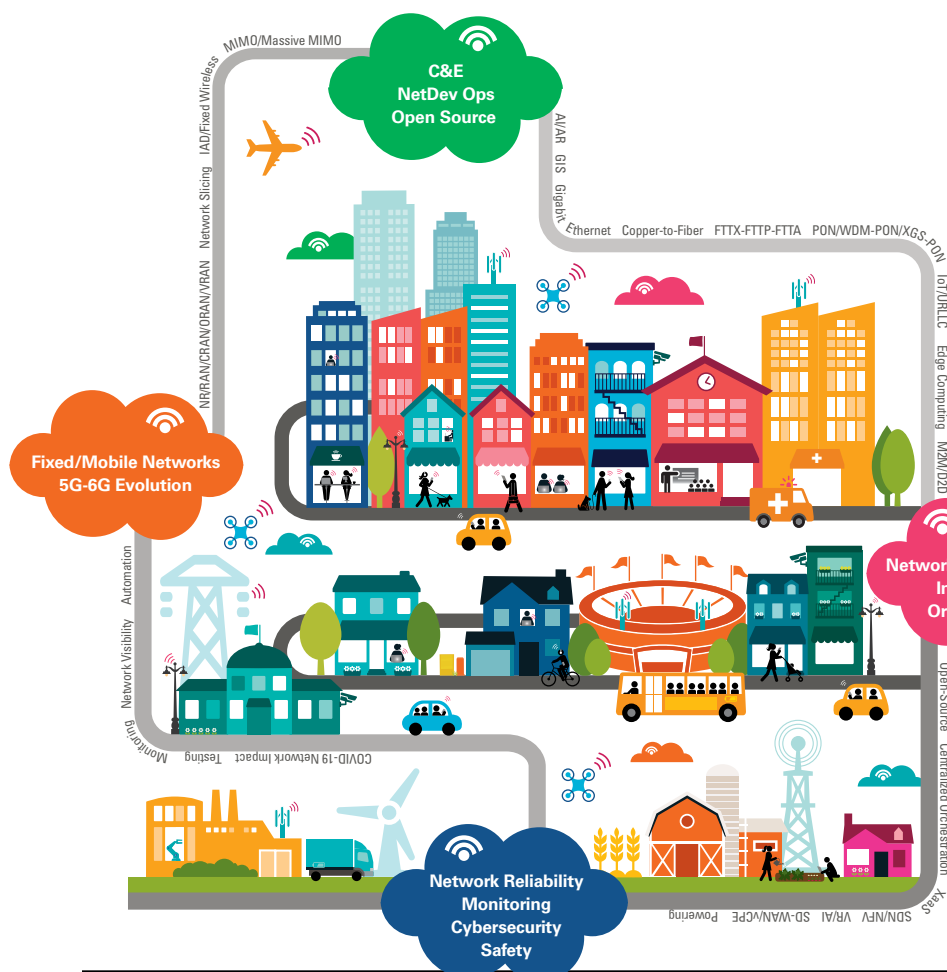 MIMO/Massive MIMO
IAD/Fixed Wireless
Network Slicing
NR/RAN/CRAN/ORAN/VRAN
C&E
NetDev Ops
Open Source
AI/AR GIS Gigabit Ethernet Copper-to-Fiber FTTX-FTTP-FTTA PON/WDM-PON/XGS-PON
IoT/URLLC Edge Computing M2M/D2D
Fixed/Mobile Networks
5G-6G Evolution
Network
In
Or
Automation
Network Visibility
Monitoring
Testing
COVID-19 Network Impact
Open-Source Centralized Orchestration
XaaS
SDN/NFV
VR/AI
SD-WAN/vCPE
Powering
Network Reliability
Monitoring
Cybersecurity
Safety